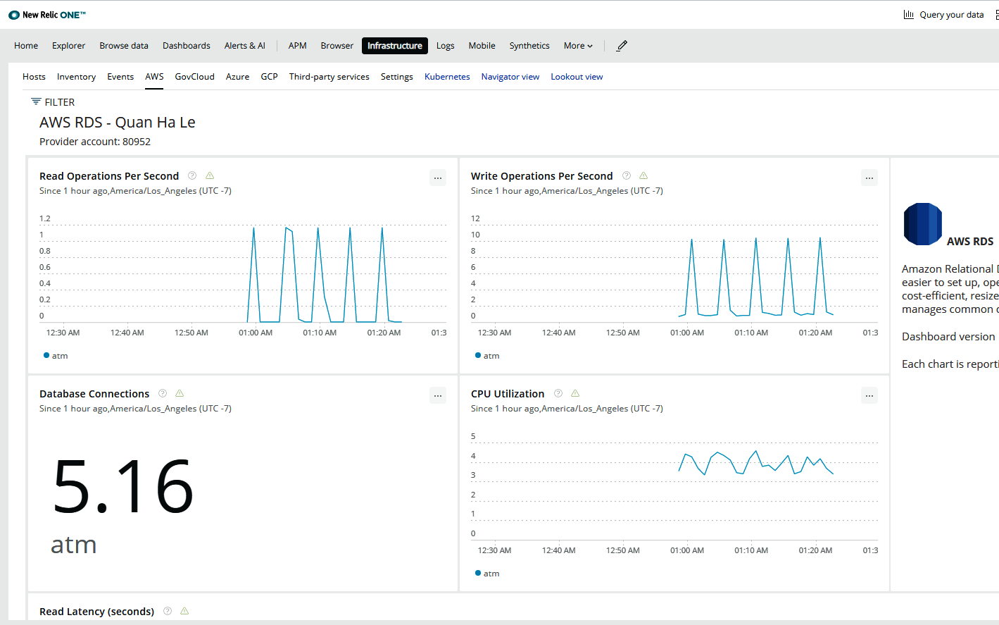 New Relic ONE™
Query your data
Home Explorer Browse data Dashboards Alerts & AI APM Browser Infrastructure Logs Mobile Synthetics More
Hosts Inventory Events AWS GovCloud Azure GCP Third-party services Settings Kubernetes Navigator view Lookout view
FILTER
AWS RDS - Quan Ha Le
Provider account: 80952
Read Operations Per Second
Since 1 hour ago,America/Los_Angeles (UTC -7)
1.2
1
0.8
0.6
0.4
0.2
0
12:30 AM 12:40 AM 12:50 AM 01:00 AM 01:10 AM 01:20 AM 01:3
atm
Write Operations Per Second
Since 1 hour ago,America/Los_Angeles (UTC -7)
12
10
8
6
4
2
0
12:30 AM 12:40 AM 12:50 AM 01:00 AM 01:10 AM 01:20 AM 01:3
atm
AWS RDS
Amazon Relational D
easier to set up, ope
cost-efficient, resize
manages common d
Dashboard version
Each chart is reporti
Database Connections
Since 1 hour ago,America/Los_Angeles (UTC -7)
5.16
atm
CPU Utilization
Since 1 hour ago,America/Los_Angeles (UTC -7)
5
4
3
2
1
0
12:30 AM 12:40 AM 12:50 AM 01:00 AM 01:10 AM 01:20 AM 01:3
atm
Read Latency (seconds)